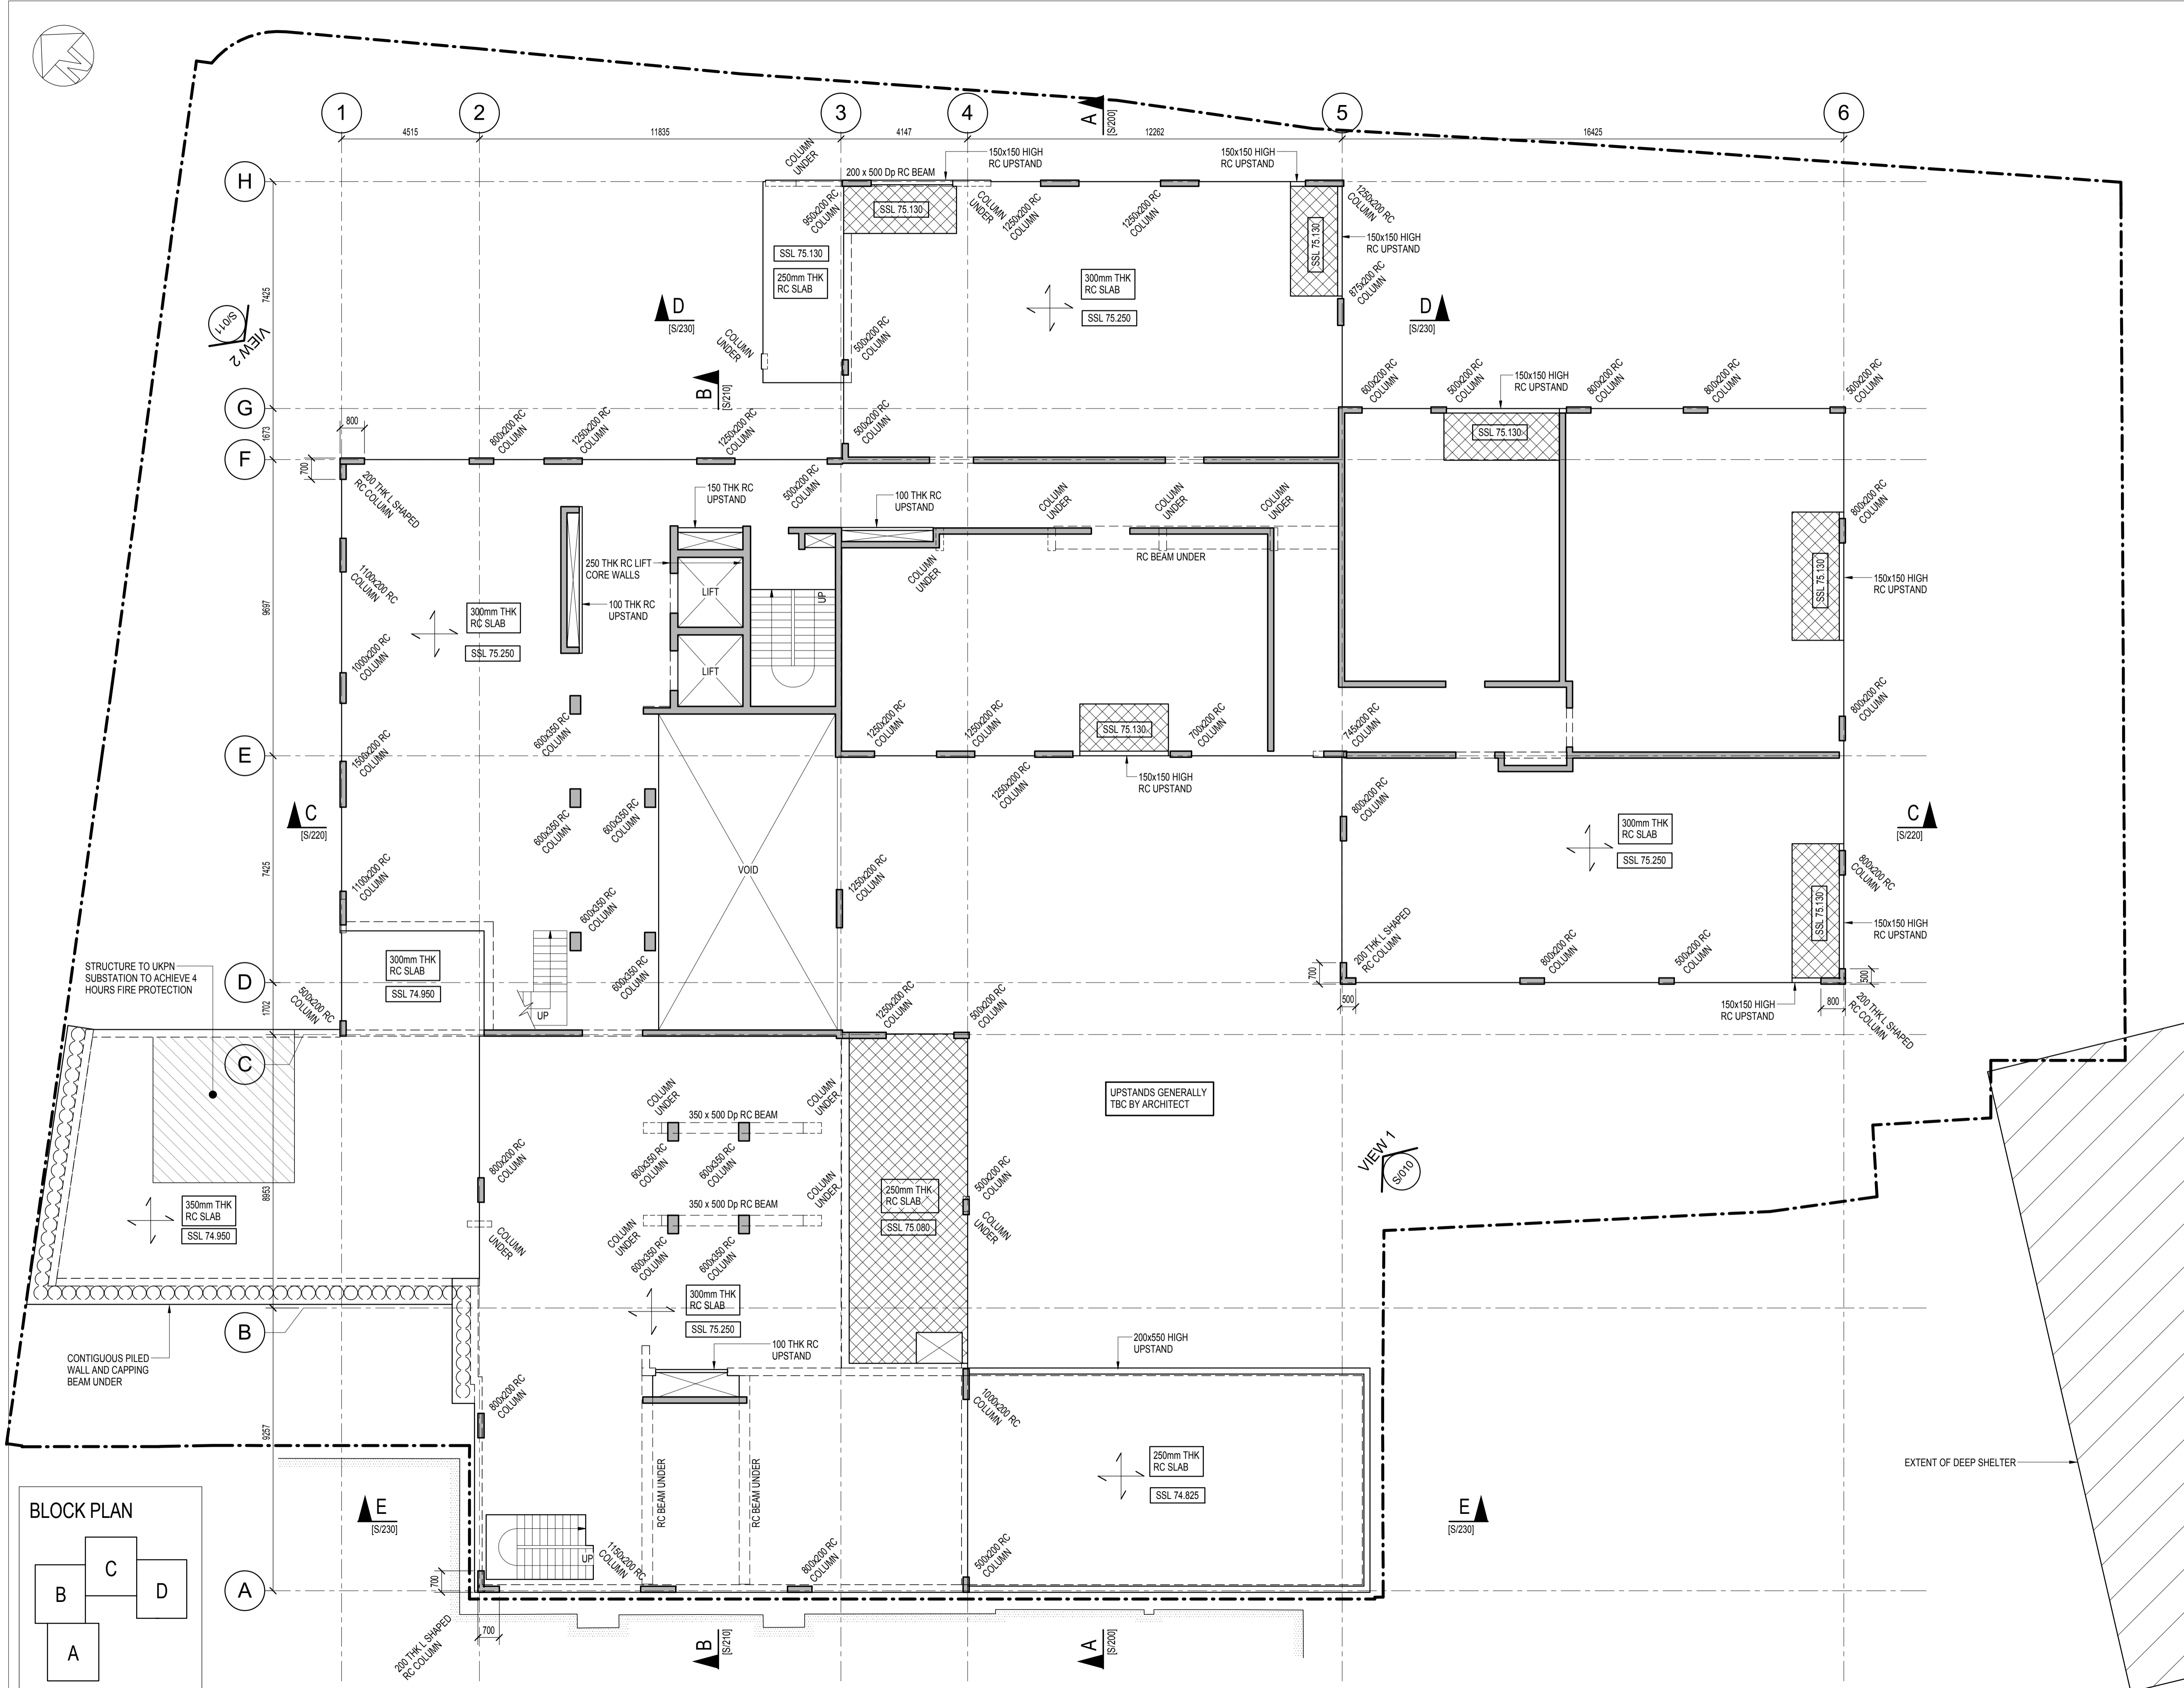 1
2
3
4
5
6
4515
11835
4147
12262
16425
A
[S/200]
H
G
F
E
D
C
B
A
7425
1673
9697
7425
1702
8953
9257
COLUMN
UNDER
200 x 500 Dp RC BEAM
150x150 HIGH
RC UPSTAND
150x150 HIGH
RC UPSTAND
950x200 RC
COLUMN
SSL 75.130
COLUMN
UNDER
1250x200 RC
COLUMN
1250x200 RC
COLUMN
1250x200 RC
COLUMN
SSL 75.130
150x150 HIGH
RC UPSTAND
SSL 75.130
250mm THK
RC SLAB
300mm THK
RC SLAB
SSL 75.250
875x200 RC
COLUMN
VIEW 2
S/011
D
[S/230]
D
[S/230]
COLUMN
UNDER
500x200 RC
COLUMN
B
[S/210]
600x200 RC
COLUMN
500x200 RC
COLUMN
150x150 HIGH
RC UPSTAND
800x200 RC
COLUMN
800x200 RC
COLUMN
500x200 RC
COLUMN
800
700
800x200 RC
COLUMN
1250x200 RC
COLUMN
1250x200 RC
COLUMN
500x200 RC
COLUMN
SSL 75.130
200 THK L SHAPED
RC COLUMN
150 THK RC
UPSTAND
500x200 RC
COLUMN
100 THK RC
UPSTAND
COLUMN
UNDER
COLUMN
UNDER
COLUMN
UNDER
800x200 RC
COLUMN
1100x200 RC
COLUMN
250 THK RC LIFT
CORE WALLS
LIFT
UP
COLUMN
UNDER
RC BEAM UNDER
SSL 75.130
150x150 HIGH
RC UPSTAND
300mm THK
RC SLAB
SSL 75.250
100 THK RC
UPSTAND
1000x200 RC
COLUMN
LIFT
600x350 RC
COLUMN
1250x200 RC
COLUMN
1250x200 RC
COLUMN
SSL 75.130
700x200 RC
COLUMN
745x200 RC
COLUMN
800x200 RC
COLUMN
1500x200 RC
COLUMN
1250x200 RC
COLUMN
150x150 HIGH
RC UPSTAND
C
[S/220]
600x350 RC
COLUMN
600x350 RC
COLUMN
800x200 RC
COLUMN
300mm THK
RC SLAB
SSL 75.250
C
[S/220]
1100x200 RC
COLUMN
VOID
1250x200 RC
COLUMN
800x200 RC
COLUMN
SSL 75.130
150x150 HIGH
RC UPSTAND
600x350 RC
COLUMN
600x350 RC
COLUMN
300mm THK
RC SLAB
SSL 74.950
UP
200 THK L SHAPED
RC COLUMN
700
500
800x200 RC
COLUMN
500x200 RC
COLUMN
150x150 HIGH
RC UPSTAND
500
800
200 THK L SHAPED
RC COLUMN
STRUCTURE TO UKPN
SUBSTATION TO ACHIEVE 4
HOURS FIRE PROTECTION
500x200 RC
COLUMN
1250x200 RC
COLUMN
500x200 RC
COLUMN
COLUMN
UNDER
350 x 500 Dp RC BEAM
COLUMN
UNDER
UPSTANDS GENERALLY
TBC BY ARCHITECT
800x200 RC
COLUMN
600x350 RC
COLUMN
600x350 RC
COLUMN
COLUMN
UNDER
250mm THK
RC SLAB
SSL 75.080
500x200 RC
COLUMN
COLUMN
UNDER
VIEW 1
S/010
350mm THK
RC SLAB
SSL 74.950
COLUMN
UNDER
350 x 500 Dp RC BEAM
COLUMN
UNDER
600x350 RC
COLUMN
600x350 RC
COLUMN
300mm THK
RC SLAB
SSL 75.250
100 THK RC
UPSTAND
200x550 HIGH
UPSTAND
CONTIGUOUS PILED
WALL AND CAPPING
BEAM UNDER
800x200 RC
COLUMN
1000x200 RC
COLUMN
250mm THK
RC SLAB
SSL 74.825
EXTENT OF DEEP SHELTER
RC BEAM UNDER
RC BEAM UNDER
E
[S/230]
E
[S/230]
UP
1150x200 RC
COLUMN
800x200 RC
COLUMN
500x200 RC
COLUMN
700
700
200 THK L SHAPED
RC COLUMN
B
[S/210]
A
[S/200]
BLOCK PLAN
C
B
D
A